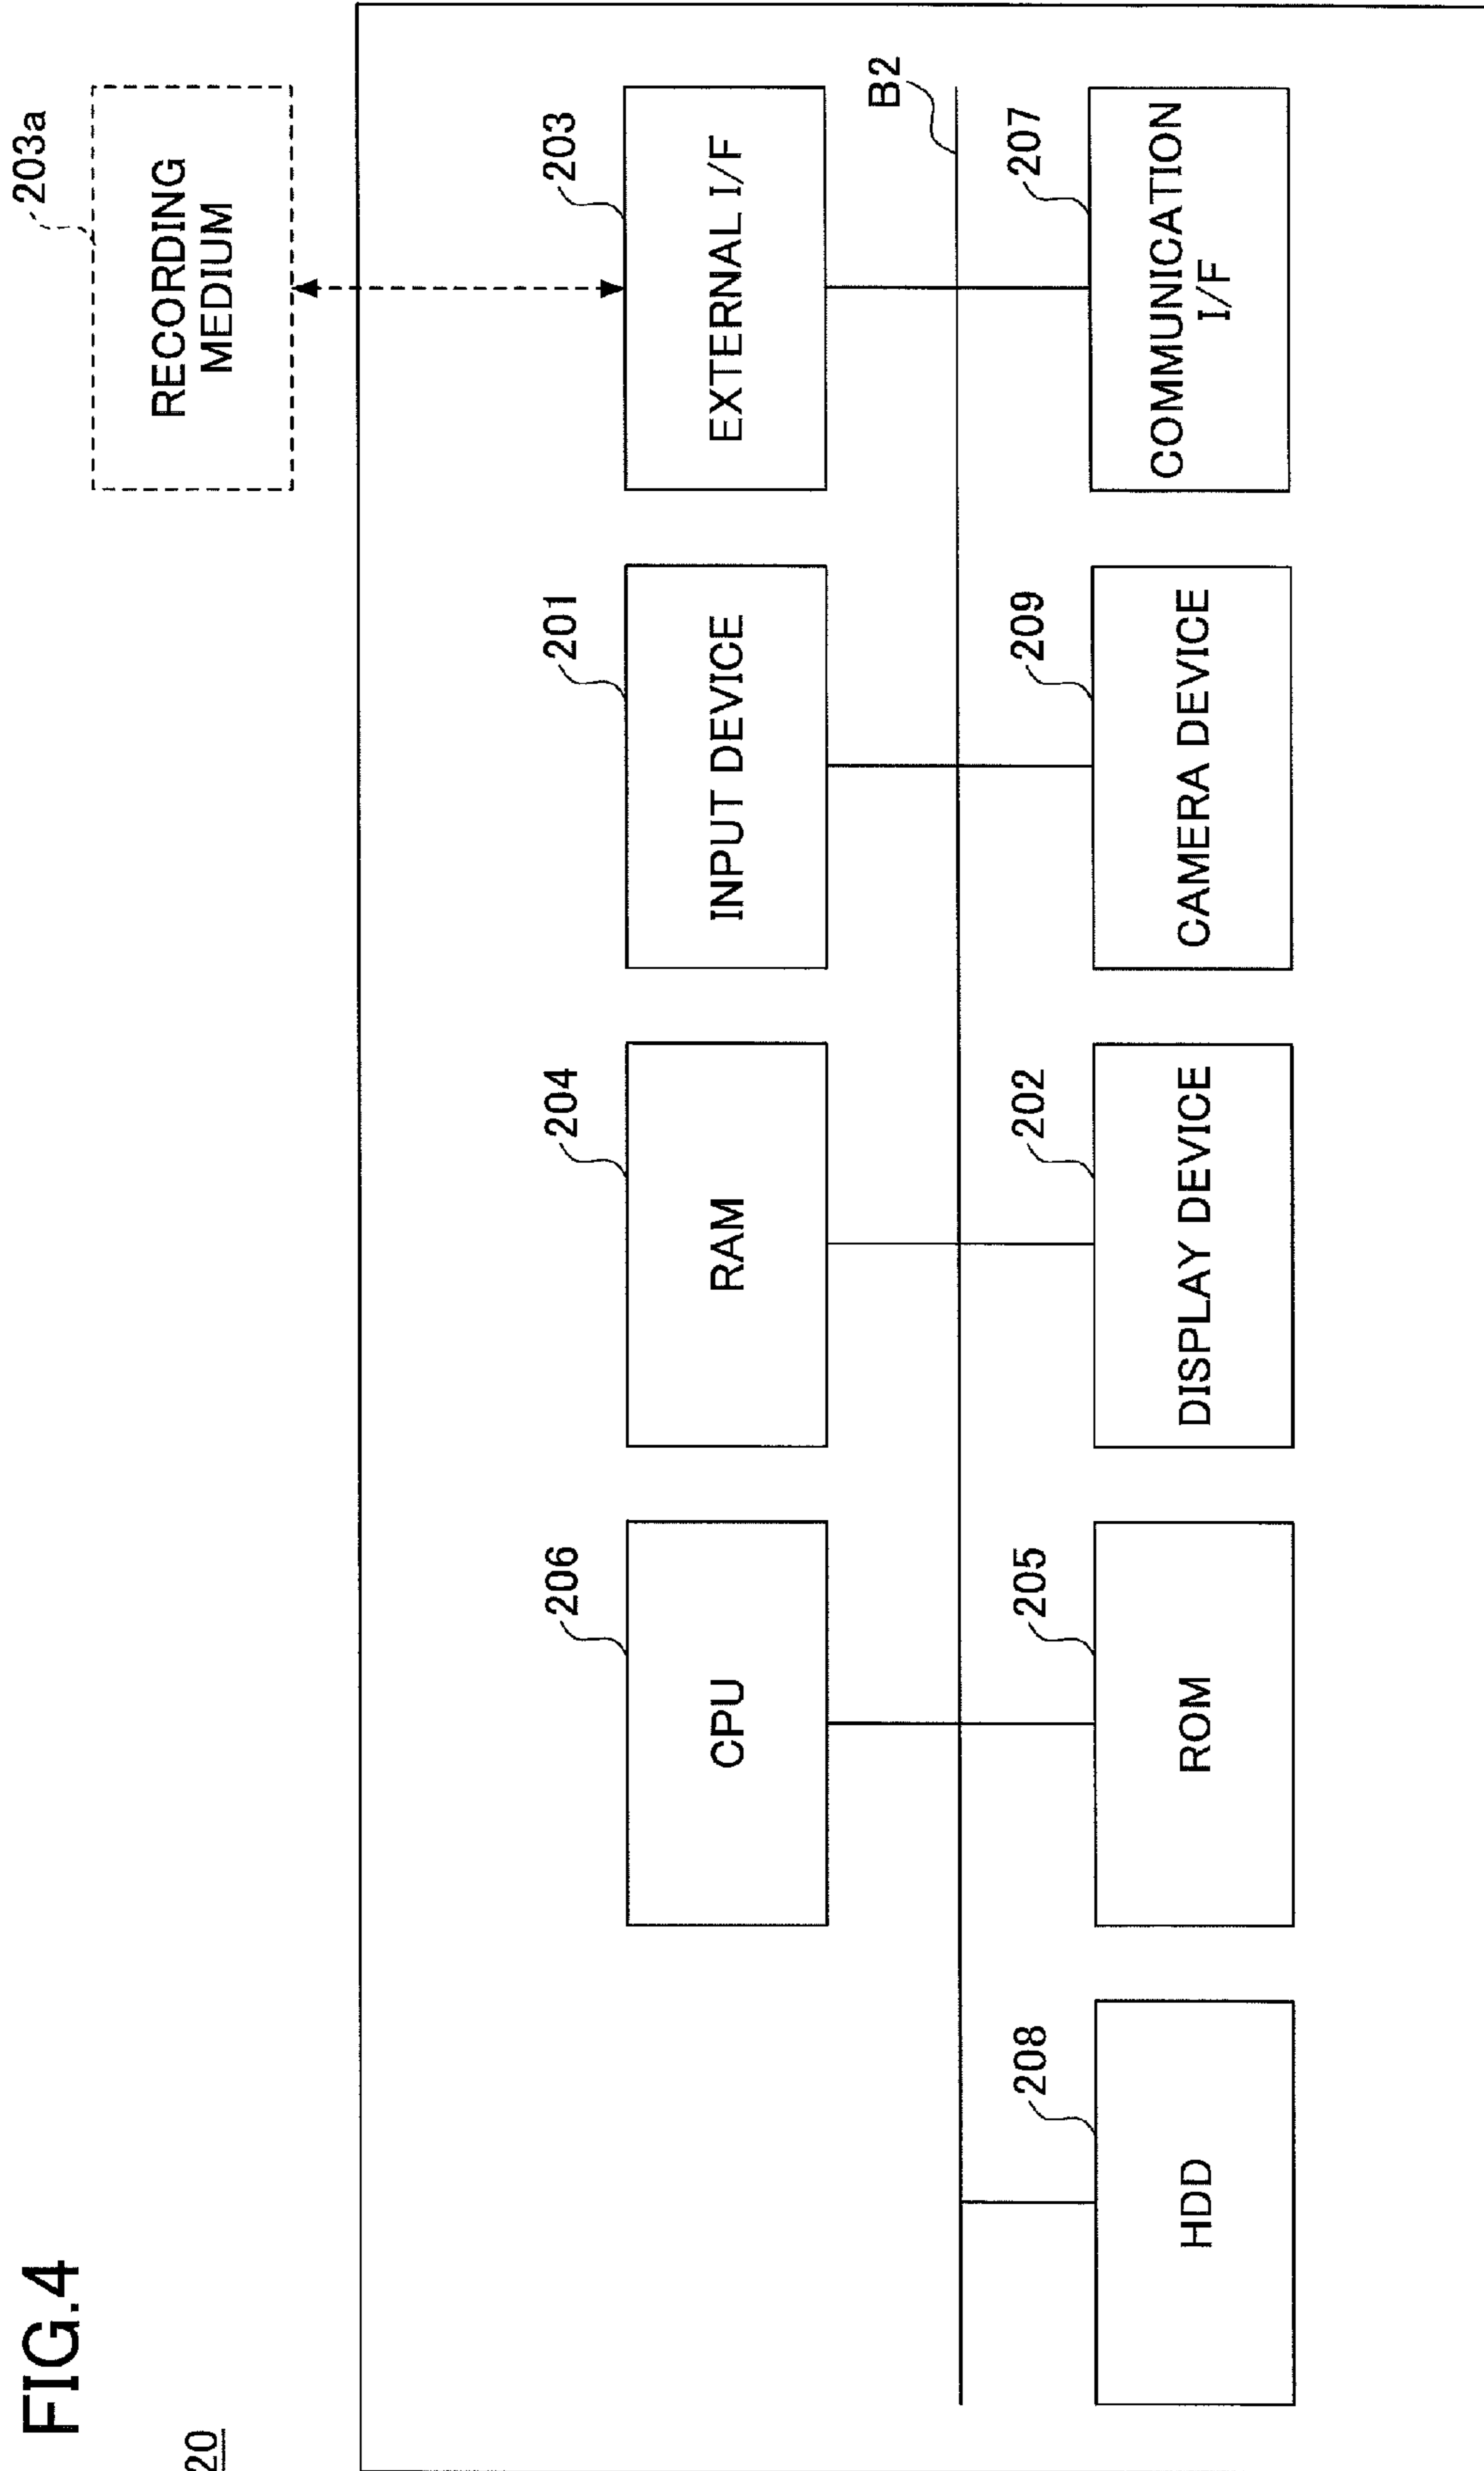 FIG.4
20
203a
RECORDING
MEDIUM
206
CPU
204
RAM
201
INPUT DEVICE
203
EXTERNAL I/F
B2
208
HDD
205
ROM
202
DISPLAY DEVICE
209
CAMERA DEVICE
207
COMMUNICATION
I/F